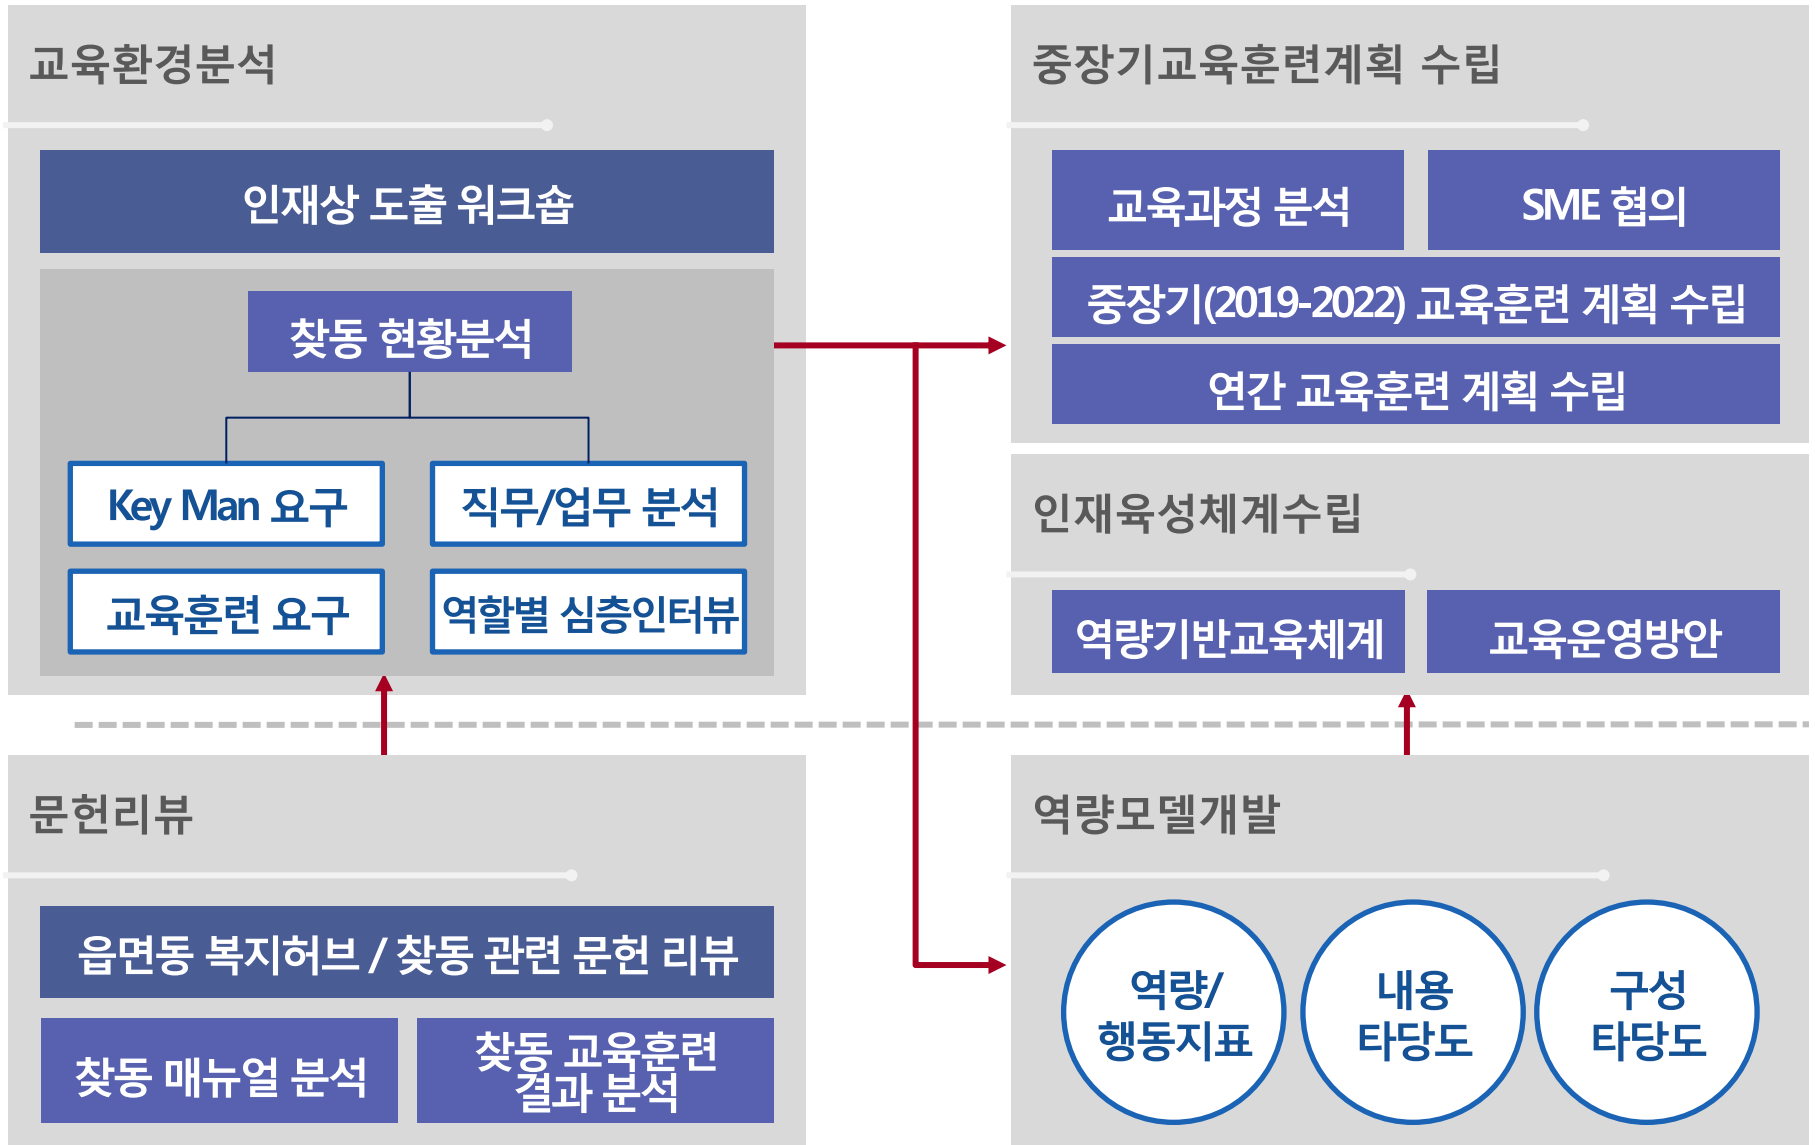 교육환경분석
인재상 도출 워크숍
찾동 현황분석
Key Man 요구
직무/업무 분석
교육훈련 요구
역할별 심층인터뷰
중장기교육훈련계획 수립
교육과정 분석
SME 협의
중장기(2019-2022) 교육훈련 계획 수립
연간 교육훈련 계획 수립
인재육성체계수립
역량기반교육체계
교육운영방안
문헌리뷰
읍면동 복지허브 / 찾동 관련 문헌 리뷰
찾동 매뉴얼 분석
찾동 교육훈련
결과 분석
역량모델개발
역량/
행동지표
내용
타당도
구성
타당도